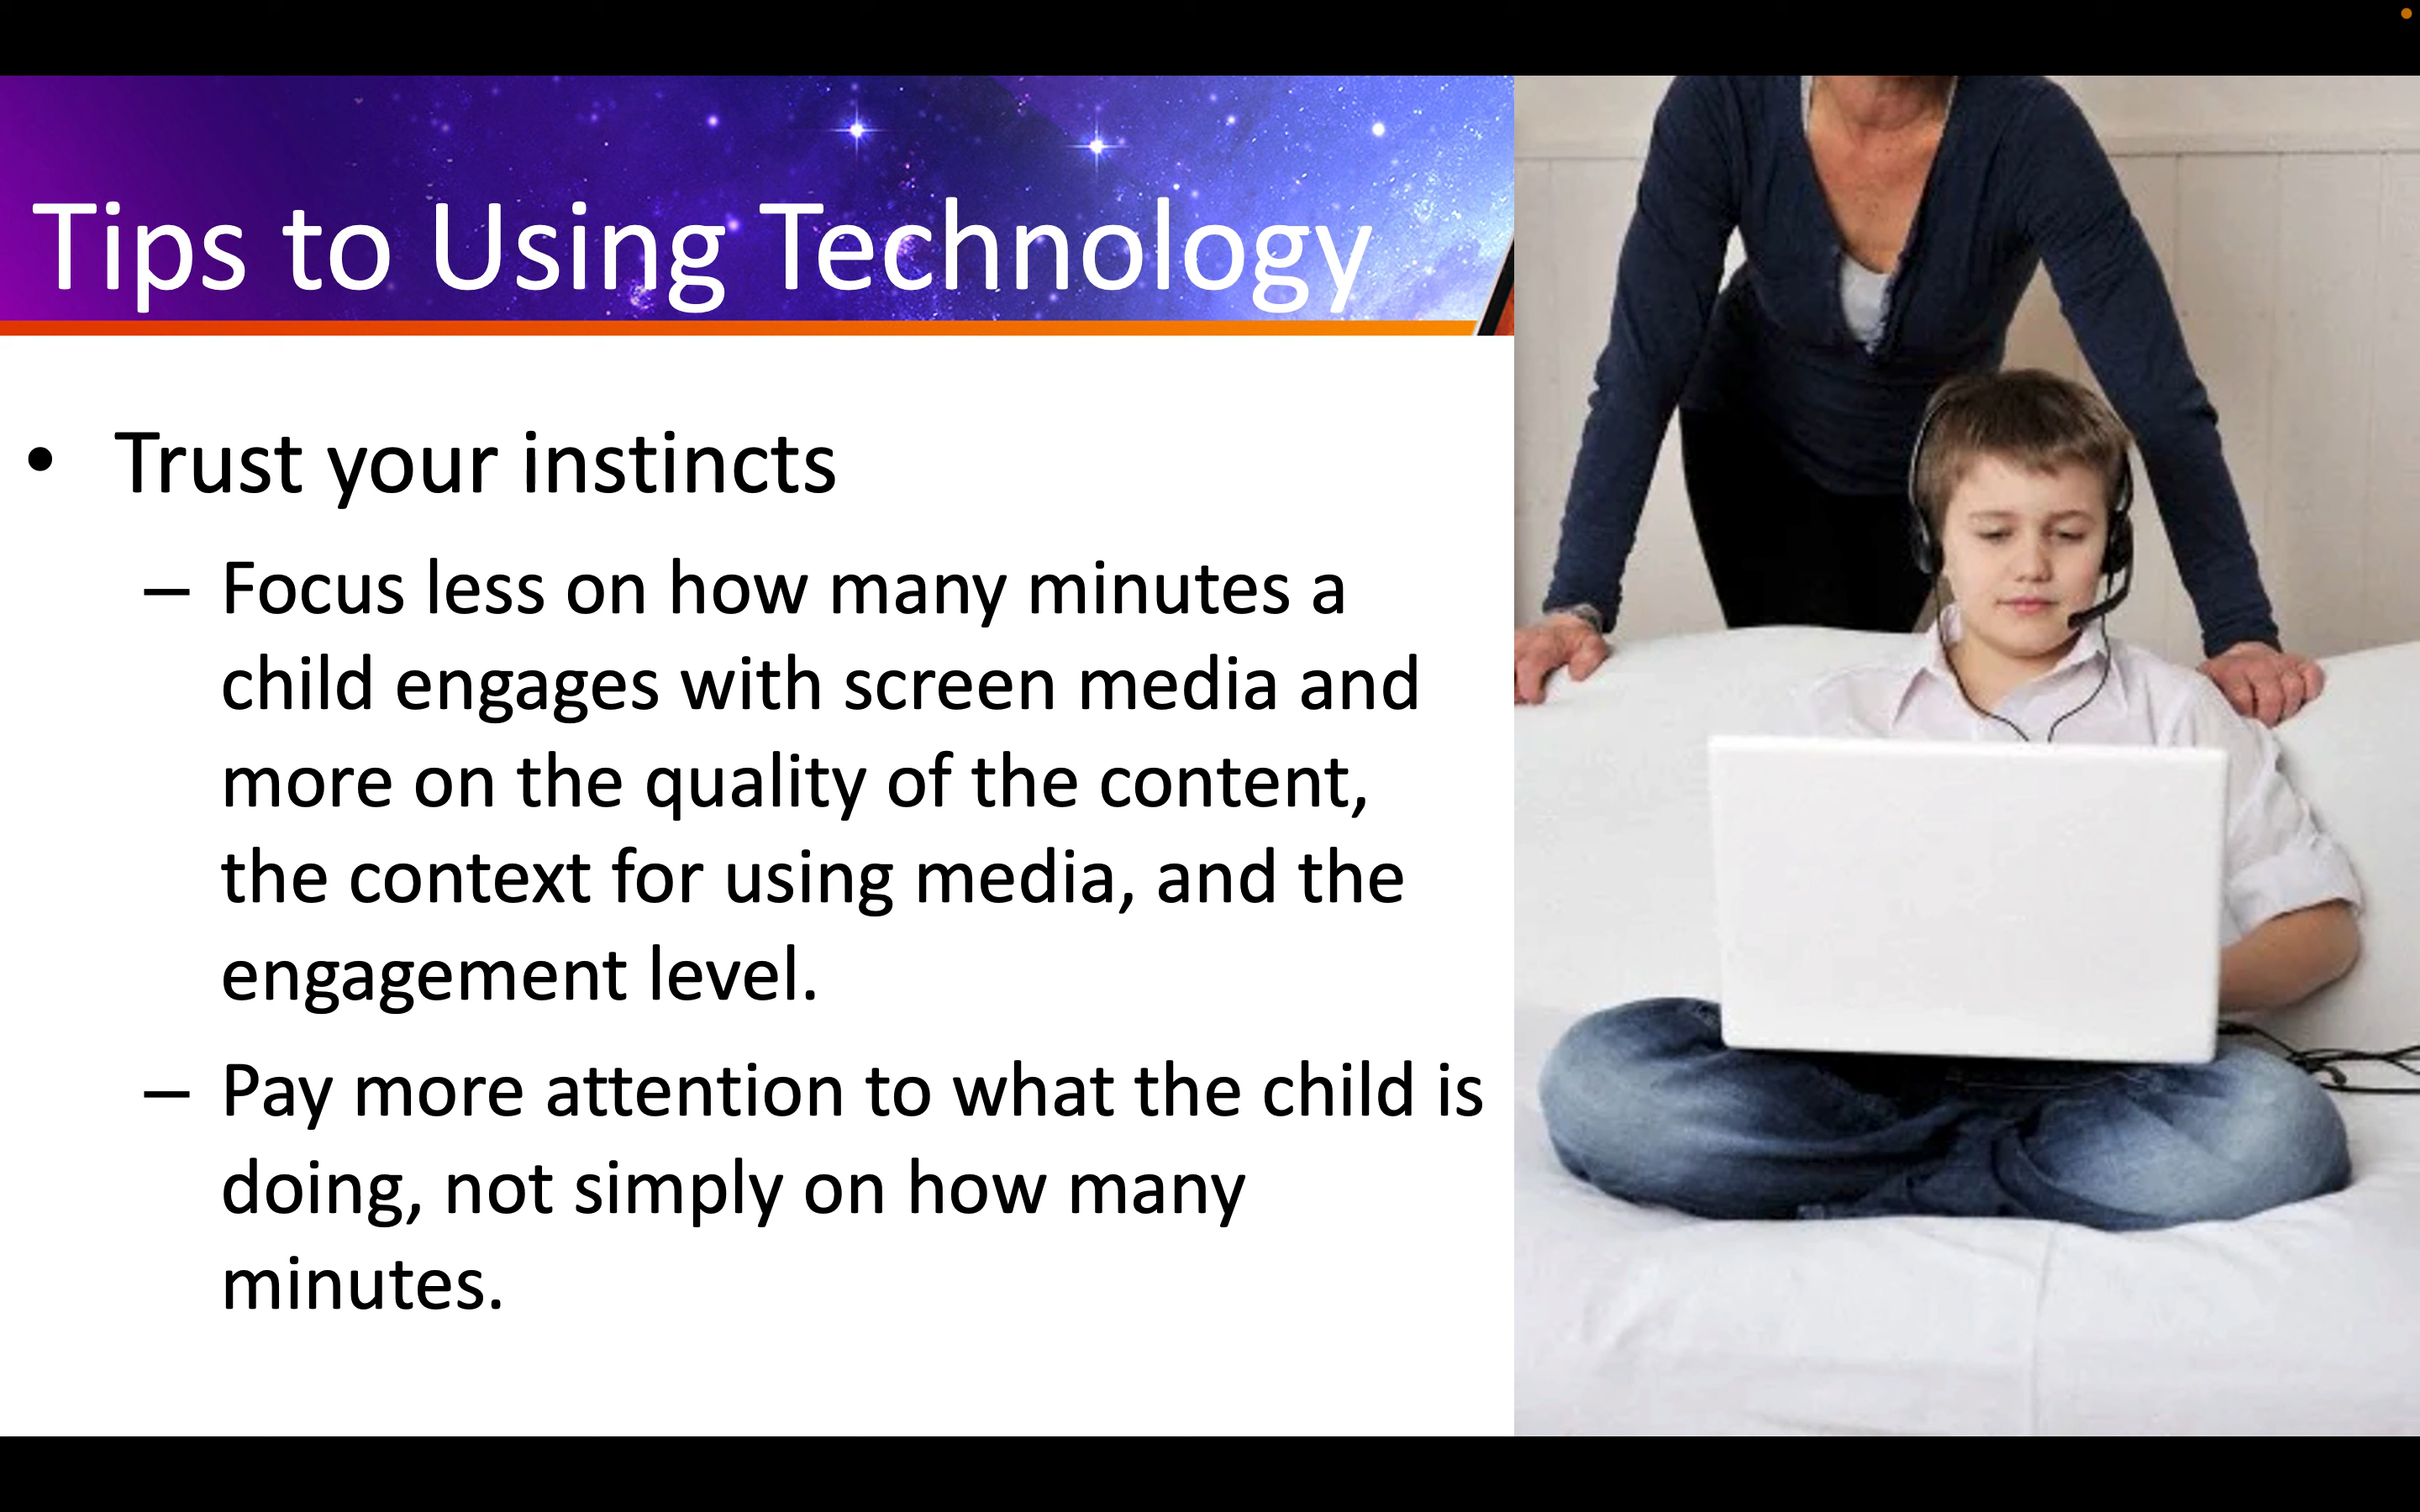 Tips to Using Technology
• Trust your instincts
– Focus less on how many minutes a
child engages with screen media and
more on the quality of the content,
the context for using media, and the
engagement level.
– Pay more attention to what the child is
doing, not simply on how many
minutes.